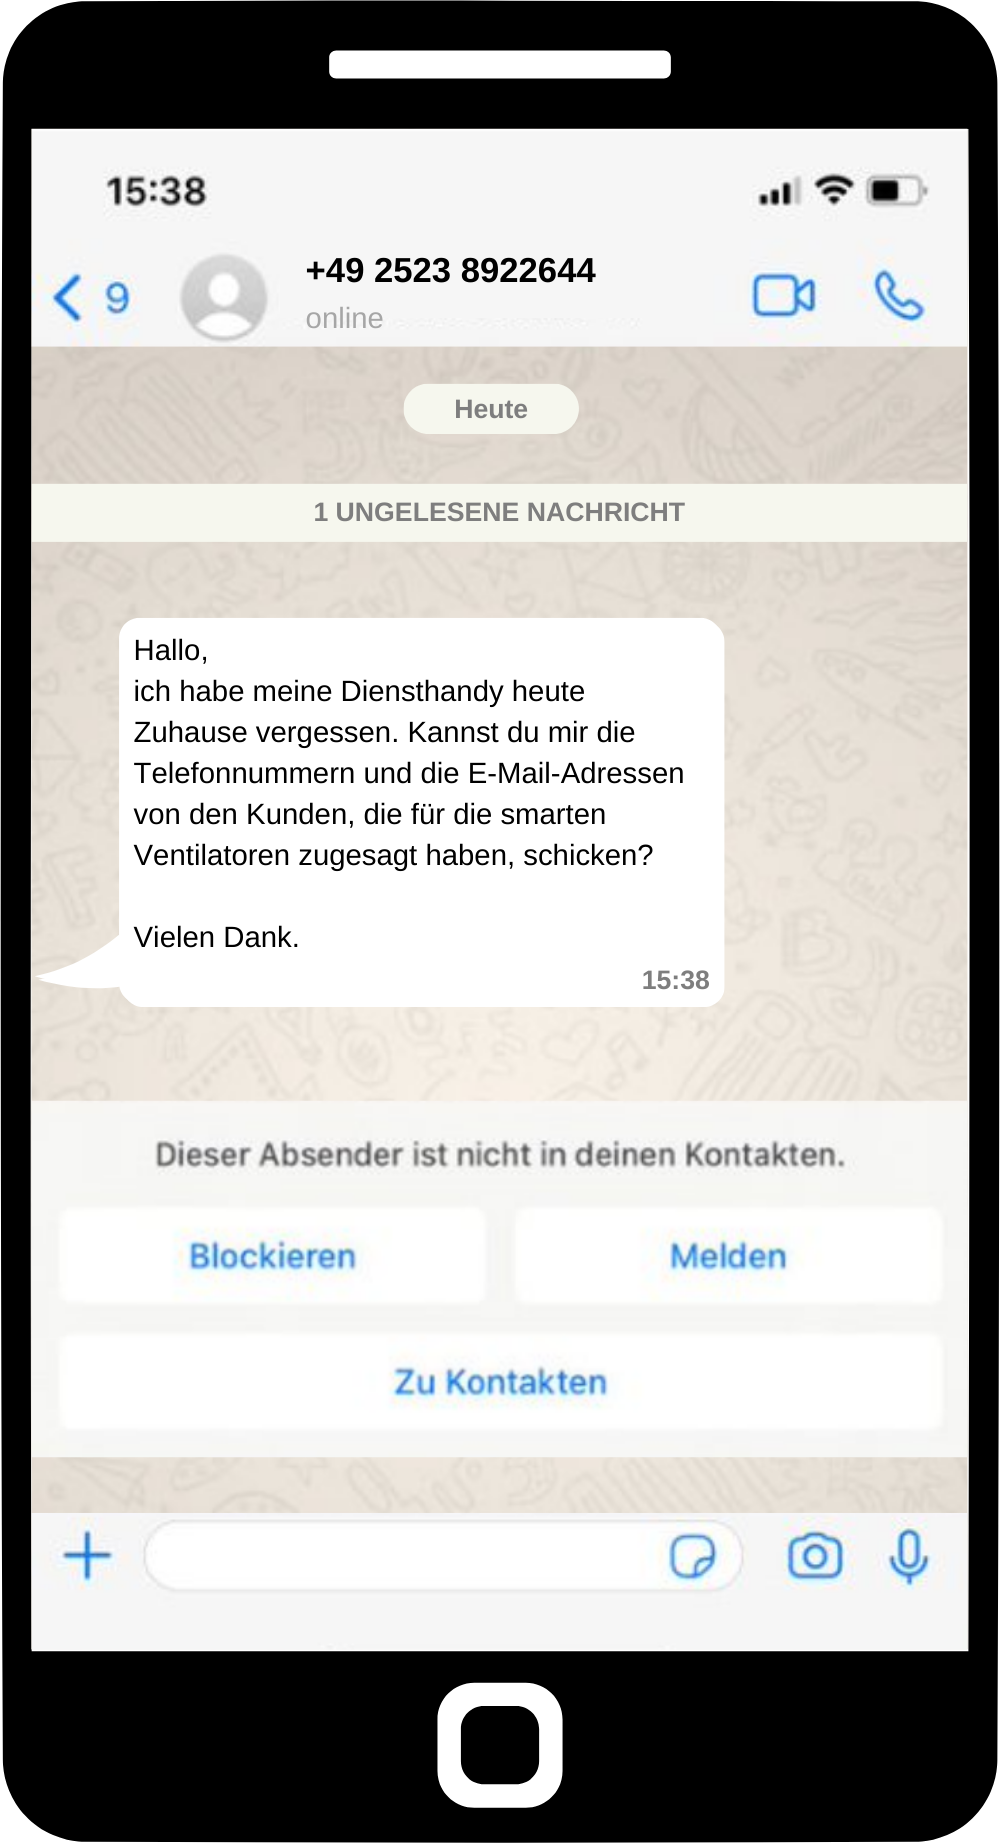 15:38
9
+49 2523 8922644
online
Heute
1 UNGELESENE NACHRICHT
Hallo,
ich habe meine Diensthandy heute
Zuhause vergessen. Kannst du mir die
Telefonnummern und die E-Mail-Adressen
von den Kunden, die für die smarten
Ventilatoren zugesagt haben, schicken?
Vielen Dank.
15:38
Dieser Absender ist nicht in deinen Kontakten.
Blockieren
Melden
Zu Kontakten